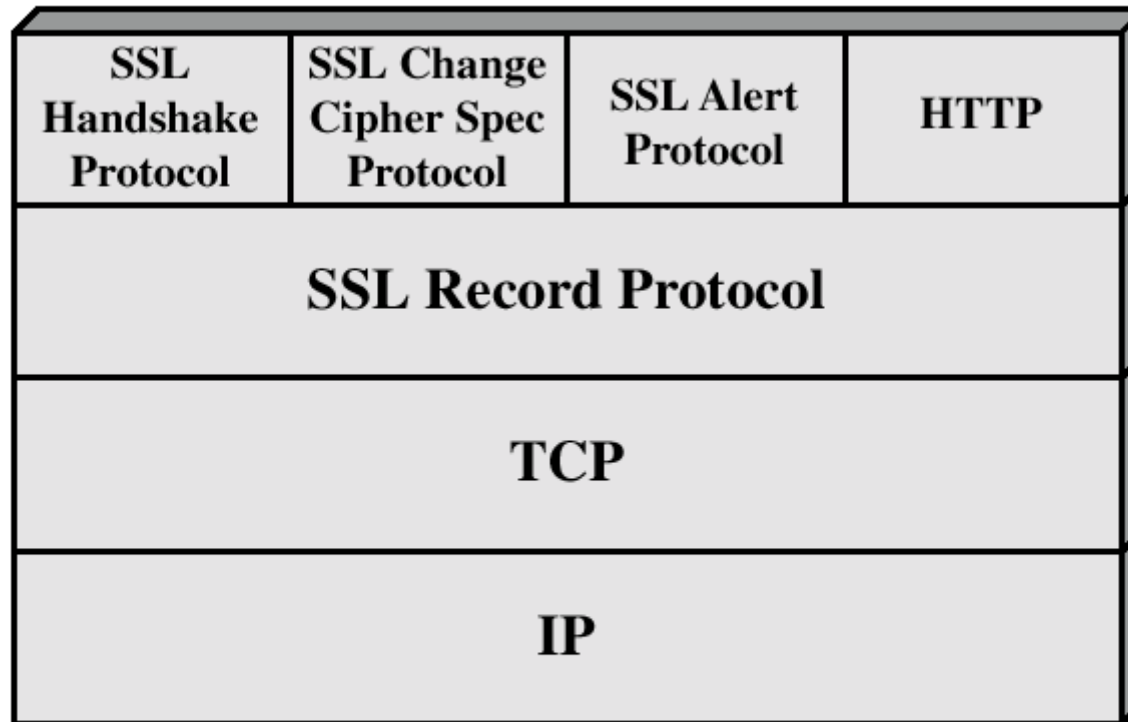 SSL
Handshake
Protocol
SSL Change
Cipher Spec
Protocol
SSL Alert
Protocol
HTTP
SSL Record Protocol
TCP
IP